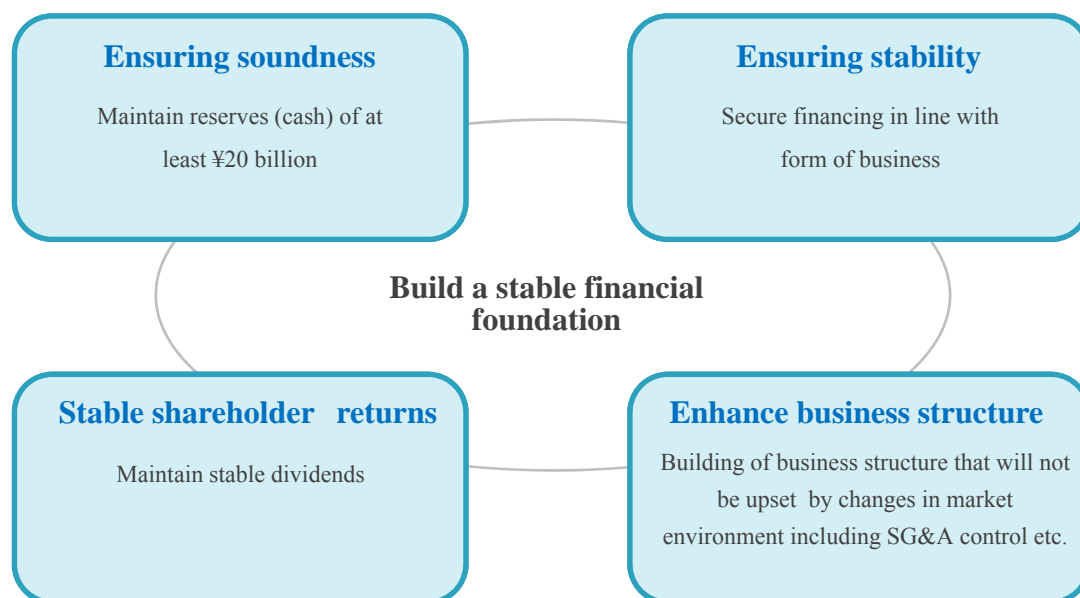 Ensuring soundness
Maintain reserves (cash) of at
least ¥20 billion
Ensuring stability
Secure financing in line with
form of business
Build a stable financial
foundation
Stable shareholder returns
Maintain stable dividends
Enhance business structure
Building of business structure that will not
be upset by changes in market
environment including SG&A control etc.